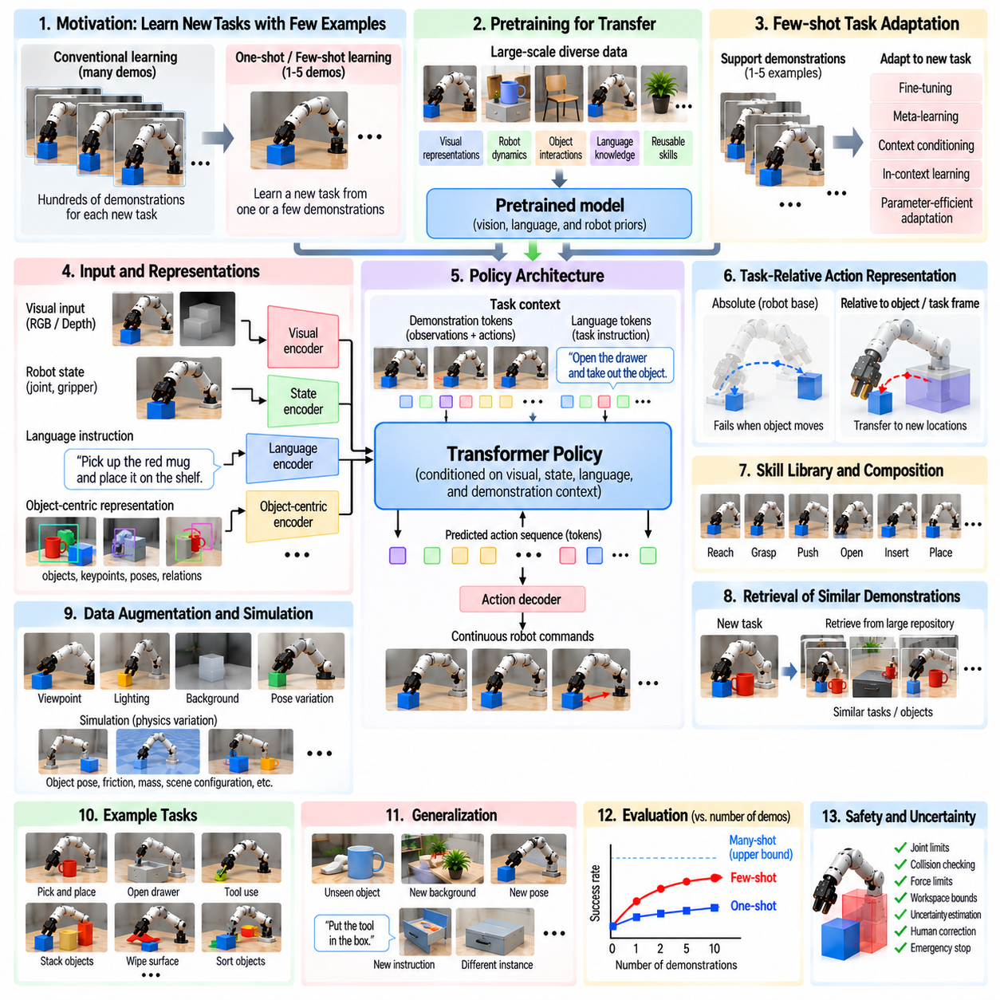 1. Motivation: Learn New Tasks with Few Examples
Conventional learning
(many demos)
Hundreds of demonstrations
for each new task
One-shot / Few-shot learning
(1-5 demos)
Learn a new task from
one or a few demonstrations
2. Pretraining for Transfer
Large-scale diverse data
Visual
representations
Robot
dynamics
Object
interactions
Language
knowledge
Reusable
skills
Pretrained model
(vision, language, and robot priors)
3. Few-shot Task Adaptation
Support demonstrations
(1-5 examples)
Adapt to new task
Fine-tuning
Meta-learning
Context conditioning
In-context learning
Parameter-efficient
adaptation
4. Input and Representations
Visual input
(RGB / Depth)
Visual
encoder
Robot state
(joint, gripper)
State
encoder
Language instruction
"Pick up the red mug
and place it on the shelf.
Language
encoder
Object-centric representation
Object-centric
encoder
objects, keypoints, poses, relations
5. Policy Architecture
Task context
Demonstration tokens
(observations + actions)
Language tokens
(task instruction)
"Open the drawer
and take out the object.
Transformer Policy
(conditioned on visual, state, language,
and demonstration context)
Predicted action sequence (tokens)
Action decoder
Continuous robot commands
6. Task-Relative Action Representation
Absolute (robot base)
Fails when object moves
Relative to object / task frame
Transfer to new locations
7. Skill Library and Composition
Reach
Grasp
Push
Open
Insert
Place
8. Retrieval of Similar Demonstrations
New task
Retrieve from large repository
Similar tasks / objects
9. Data Augmentation and Simulation
Viewpoint
Lighting
Background
Pose variation
Simulation (physics variation)
Object pose, friction, mass, scene configuration, etc.
10. Example Tasks
Pick and place
Open drawer
Tool use
Stack objects
Wipe surface
Sort objects
11. Generalization
Unseen object
New background
New pose
"Put the tool
in the box."
New instruction
Different instance
12. Evaluation (vs. number of demos)
Success rate
Many-shot
(upper bound)
Few-shot
One-shot
0 1 2 5 10
Number of demonstrations
13. Safety and Uncertainty
Joint limits
Collision checking
Force limits
Workspace bounds
Uncertainty estimation
Human correction
Emergency stop